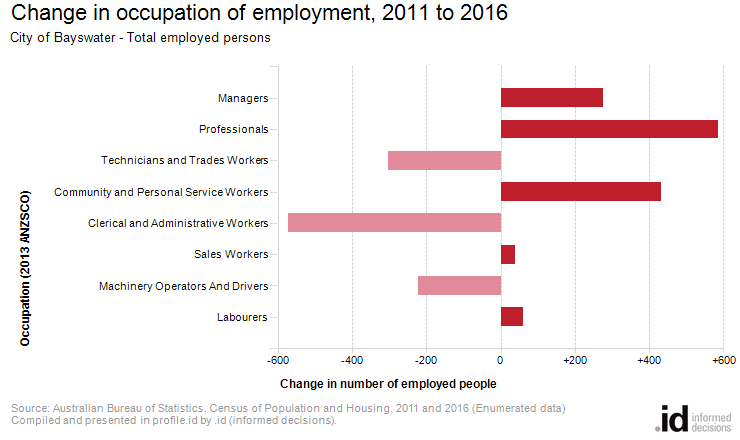 Change in occupation of employment, 2011 to 2016
City of Bayswater - Total employed persons
Occupation (2013 ANZSCO)
Managers
Professionals
Technicians and Trades Workers
Community and Personal Service Workers
Clerical and Administrative Workers
Sales Workers
Machinery Operators And Drivers
Labourers
-600 -400 -200 0 +200 +400 +600
Change in number of employed people
Source: Australian Bureau of Statistics, Census of Population and Housing, 2011 and 2016 (Enumerated data)
Compiled and presented in profile.id by .id (informed decisions).
.id informed
decisions